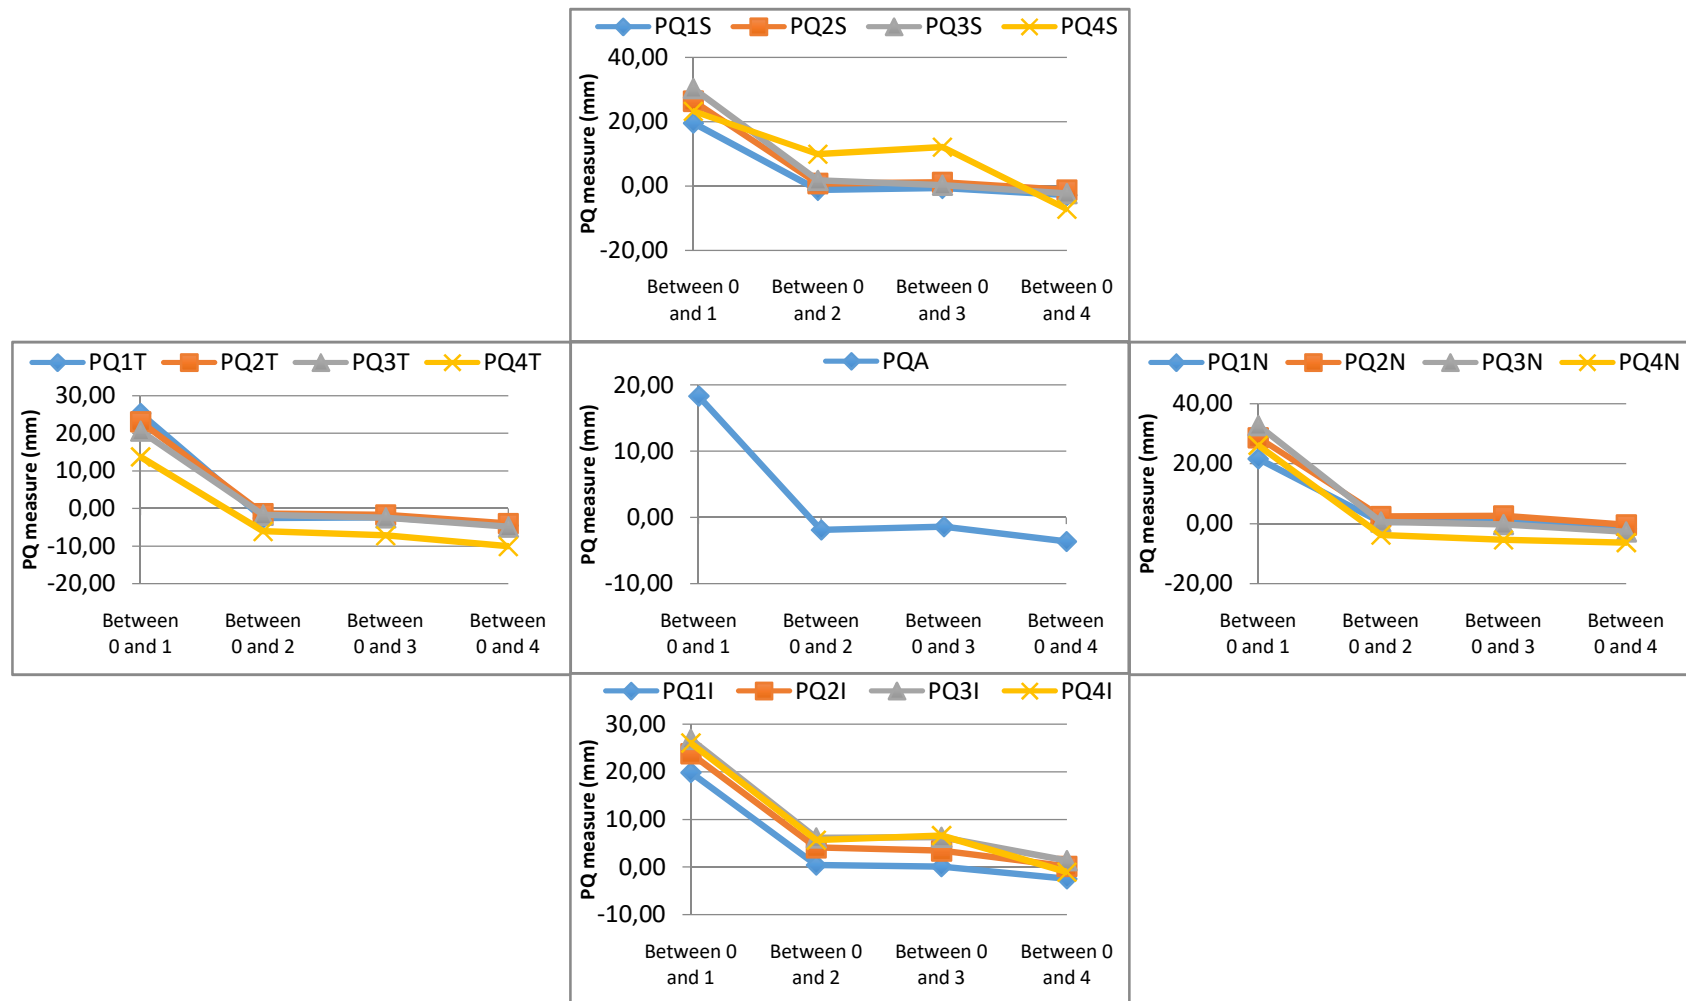 PQ1S PQ2S PQ3S PQ4S
PQ measure (mm)
40,00
20,00
0,00
-20,00
Between 0 Between 0 Between 0 Between 0
and 1 and 2 and 3 and 4
PQ1T PQ2T PQ3T PQ4T
PQ measure (mm)
30,00
20,00
10,00
0,00
-10,00
-20,00
Between Between Between Between
0 and 1 0 and 2 0 and 3 0 and 4
PQA
PQ measure (mm)
20,00
10,00
0,00
-10,00
Between Between Between Between
0 and 1 0 and 2 0 and 3 0 and 4
PQ1N PQ2N PQ3N PQ4N
PQ measure (mm)
40,00
20,00
0,00
-20,00
Between Between Between Between
0 and 1 0 and 2 0 and 3 0 and 4
PQ1I PQ2I PQ3I PQ4I
PQ measure (mm)
30,00
20,00
10,00
0,00
-10,00
Between 0 Between 0 Between 0 Between 0
and 1 and 2 and 3 and 4